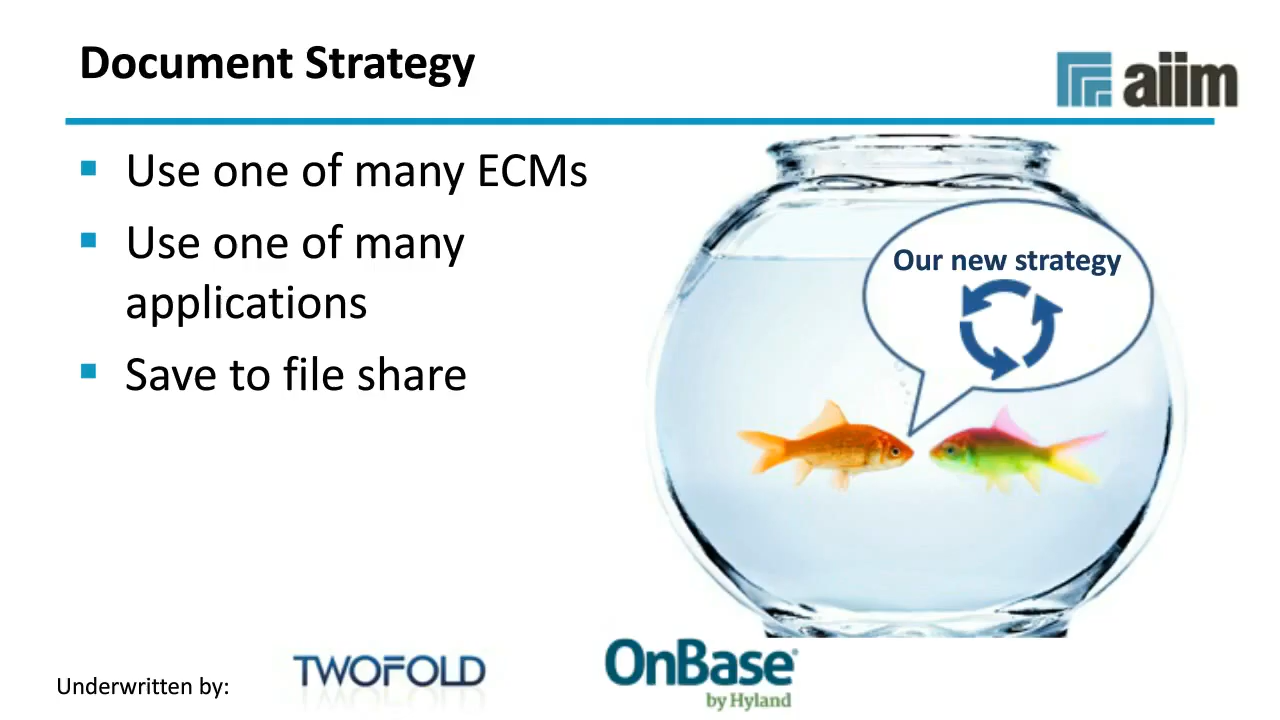 Document Strategy
aiim
Use one of many ECMs
Use one of many
applications
Save to file share
Our new strategy
Underwritten by:
TWOFOLD
OnBase®
by Hyland